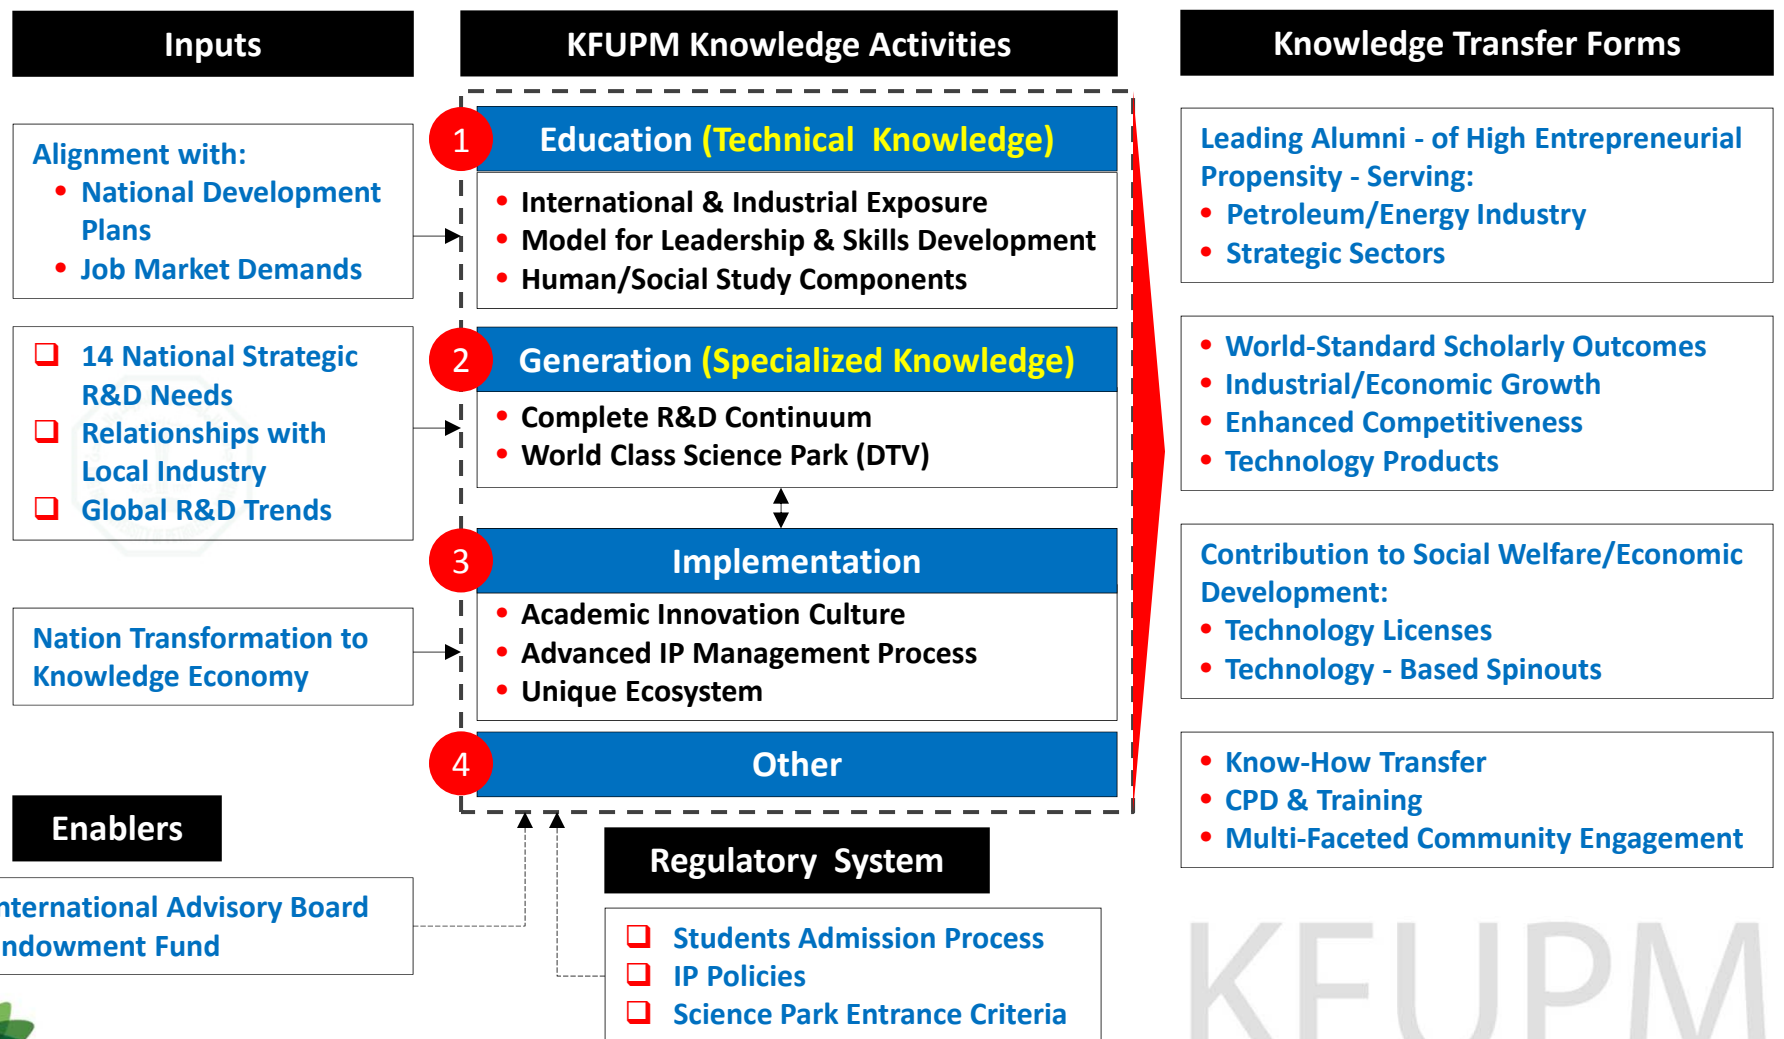 Inputs
Alignment with:
• National Development
Plans
• Job Market Demands
❑ 14 National Strategic
R&D Needs
❑ Relationships with
Local Industry
❑ Global R&D Trends
Nation Transformation to
Knowledge Economy
Enablers
nternational Advisory Board
ndowment Fund
KFUPM Knowledge Activities
1
Education (Technical Knowledge)
• International & Industrial Exposure
• Model for Leadership & Skills Development
• Human/Social Study Components
2
Generation (Specialized Knowledge)
• Complete R&D Continuum
• World Class Science Park (DTV)
3
Implementation
• Academic Innovation Culture
• Advanced IP Management Process
• Unique Ecosystem
4
Other
Regulatory System
❑ Students Admission Process
❑ IP Policies
❑ Science Park Entrance Criteria
Knowledge Transfer Forms
Leading Alumni - of High Entrepreneurial
Propensity - Serving:
• Petroleum/Energy Industry
• Strategic Sectors
• World-Standard Scholarly Outcomes
• Industrial/Economic Growth
• Enhanced Competitiveness
• Technology Products
Contribution to Social Welfare/Economic
Development:
• Technology Licenses
• Technology - Based Spinouts
• Know-How Transfer
• CPD & Training
• Multi-Faceted Community Engagement
KFUPM